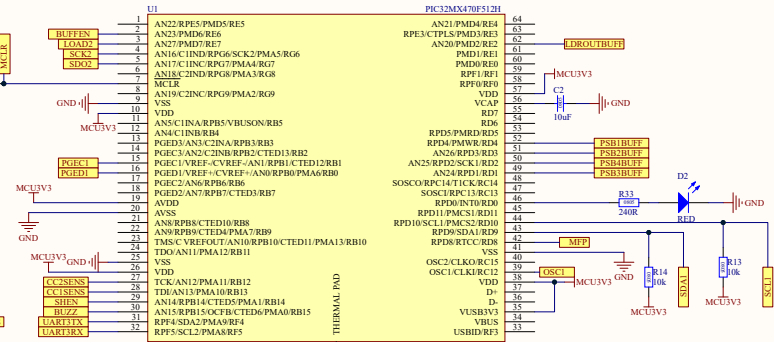 U1
PIC32MX470F512H
1 AN22/RPE5/PMD5/RE5 AN21/PMD4/RE4 64
BUFFEN 2 AN23/PMD6/RE6 RPE3/CTPLS/PMD3/RE3 63
LOAD2 3 AN27/PMD7/RE7 AN20/PMD2/RE2 62 LDROUTBUFF
SCK2 4 AN16/C1IND/RPG6/SCK2/PMA5/RG6 PMD1/RE1 61
SDO2 5 AN17/C1INC/RPG7/PMA4/RG7 PMD0/RE0 60
6 AN18/C2IND/RPG8/PMA3/RG8 RPF1/RF1 59
MCLR 7 MCLR RPF0/RF0 58 MCU3V3
8 AN19/C2IND/RPG9/PMA2/RG9 VDD 57
GND 9 VSS VCAP 56 C2 10uF GND
MCU3V3 10 VDD RD7 55
11 AN5/C1INA/RPB5/VBUSON/RB5 RD6 54
12 AN4/C1INB/RB4 RPD5/PMRD/RD5 53
13 PGED3/AN3/C2INA/RPB3/RB3 RPD4/PMWR/RD4 52 PSB1BUFF
14 PGEC3/AN2/C2INB/RPB2/CTED13/RB2 AN26/RPD3/RD3 51 PSB2BUFF
PGEC1 15 PGEC1/VREF-/CVREF-/AN1/RPB1/CTED12/RB1 AN25/RPD2/SCK1/RD2 50 PSB4BUFF
PGED1 16 PGED1/VREF+/CVREF+/AN0/RPB0/PMA6/RB0 AN24/RPD1/RD1 49 PSB3BUFF
17 PGEC2/AN6/RPB6/RB6 SOSCO/RPC14/T1CK/RC14 48
18 PGED2/AN7/RPB7/CTED3/RB7 SOSCI/RPC13/RC13 47
MCU3V3 19 AVDD RPD0/INT0/RD0 46 R33 240R D2 RED GND
GND 20 AVSS RPD11/PMCS1/RD11 45
21 AN8/RPB8/CTED10/RB8 RPD10/SCL1/PMCS2/RD10 44
22 AN9/RPB9/CTED4/PMA7/RB9 RPD9/SDA1/RD9 43
23 TMS/CVREFOUT/AN10/RPB10/CTED11/PMA13/RB10 RPD8/RTCC/RD8 42 MFP
24 TDO/AN11/PMA12/RB11 VSS 41 GND
MCU3V3 GND 25 VSS OSC2/CLKO/RC15 40
26 VDD OSC1/CLKI/RC12 39 OSC1
CC2SENS 27 TCK/AN12/PMA11/RB12 VDD 38 MCU3V3
CC1SENS 28 TDI/AN13/PMA10/RB13 D+ 37
SHEN 29 AN14/RPB14/CTED5/PMA1/RB14 D- 36
BUZZ 30 AN15/RPB15/OCFB/CTED6/PMA0/RB15 VUSB3V3 35
UART3TX 31 RPF4/SDA2/PMA9/RF4 VBUS 34
UART3RX 32 RPF5/SCL2/PMA8/RF5 USBID/RF3 33
THERMAL PAD
R14 10k
MCU3V3
SDA1
R13 10k
MCU3V3
SCL1